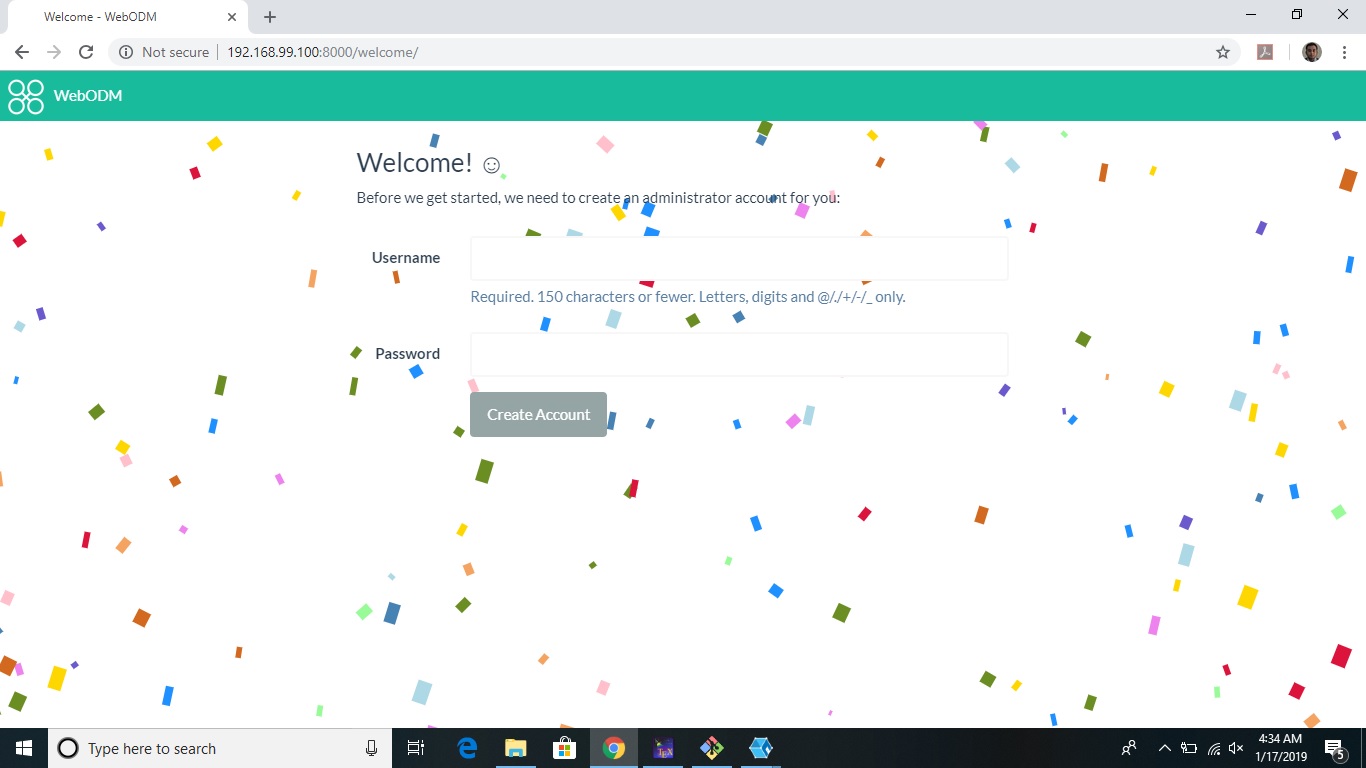 Welcome - WebODM
Not secure
192.168.99.100:8000/welcome/
WebODM
Welcome!
Before we get started, we need to create an administrator account for you:
Username
Required. 150 characters or fewer. Letters, digits and @/./+/-/_ only.
Password
Create Account
Type here to search
4:34 AM
1/17/2019
5